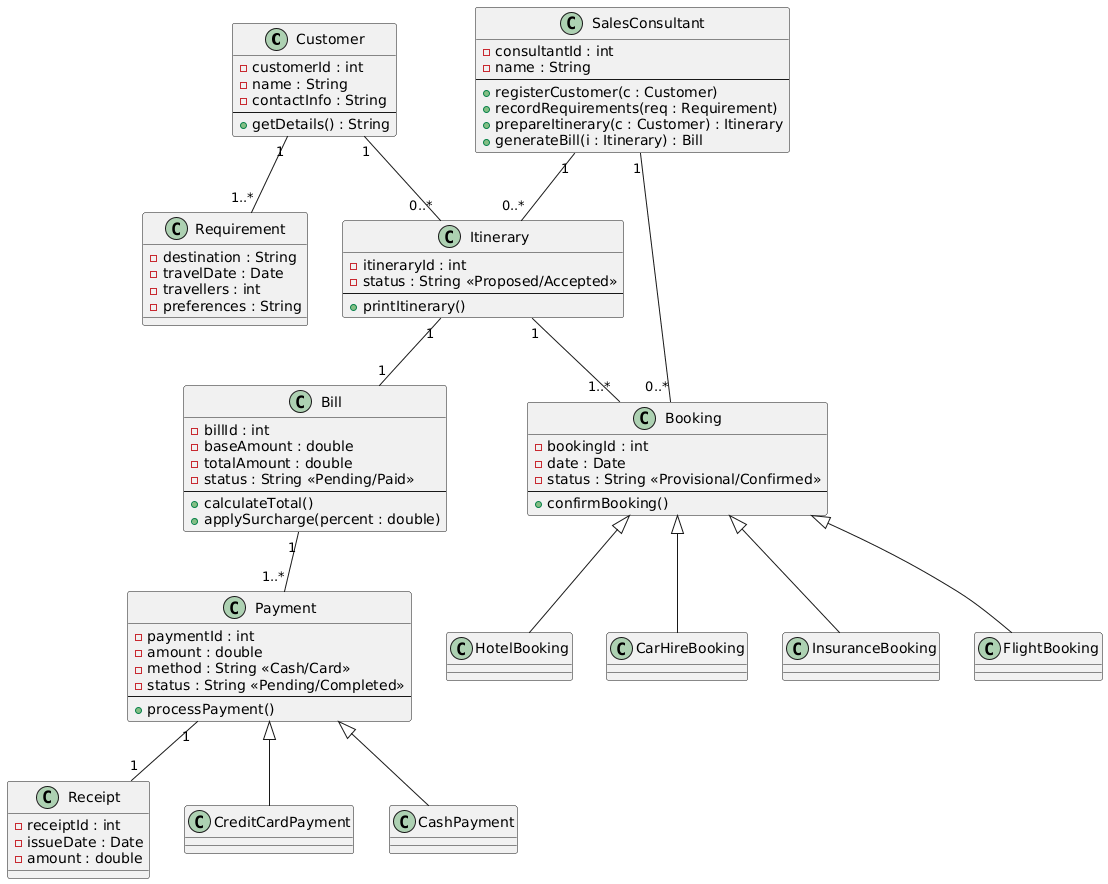 C Customer
customerId : int
name : String
contactInfo : String
getDetails() : String
C SalesConsultant
consultantId : int
name : String
registerCustomer(c : Customer)
recordRequirements(req : Requirement)
prepareItinerary(c : Customer) : Itinerary
generateBill(i : Itinerary) : Bill
1
1
1
1
1..*
0..*
0..*
C Requirement
destination : String
travelDate : Date
travellers : int
preferences : String
C Itinerary
itineraryId : int
status : String «Proposed/Accepted»
printItinerary()
1
1
1
1..*
0..*
C Bill
billId : int
baseAmount : double
totalAmount : double
status : String «Pending/Paid»
calculateTotal()
applySurcharge(percent : double)
C Booking
bookingId : int
date : Date
status : String «Provisional/Confirmed»
confirmBooking()
1
1..*
C Payment
paymentId : int
amount : double
method : String «Cash/Card»
status : String «Pending/Completed»
processPayment()
C HotelBooking
C CarHireBooking
C InsuranceBooking
C FlightBooking
1
1
C Receipt
receiptId : int
issueDate : Date
amount : double
C CreditCardPayment
C CashPayment